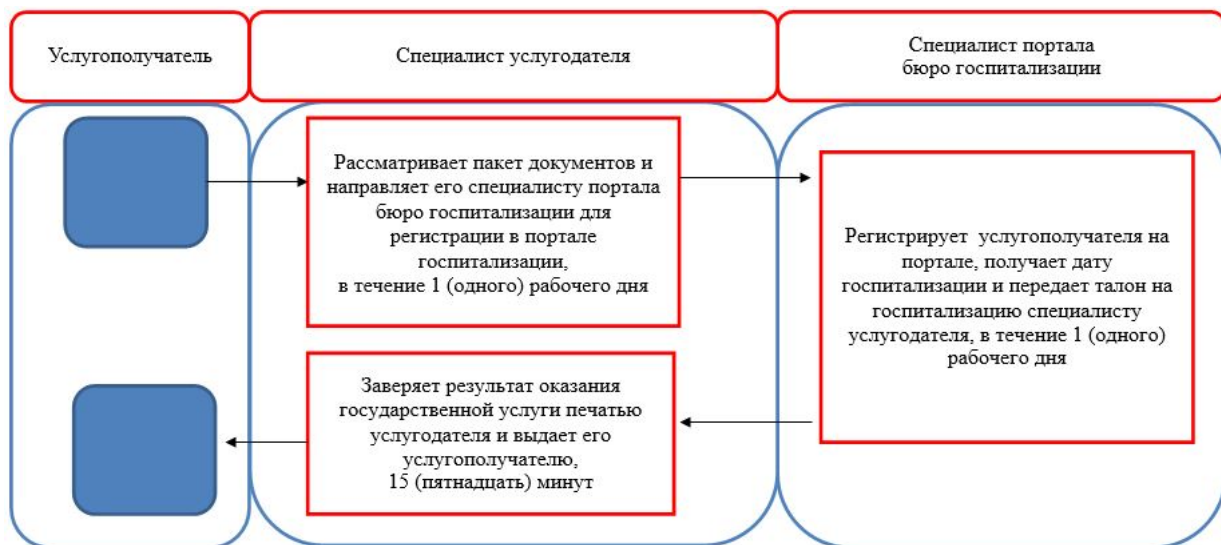 Услугополучатель
Специалист услугодателя
Специалист портала
бюро госпитализации
Рассматривает пакет документов и
направляет его специалисту портала
бюро госпитализации для
регистрации в портале
госпитализации,
в течение 1 (одного) рабочего дня
Регистрирует услугополучателя на
портале, получает дату
госпитализации и передает талон на
госпитализацию специалисту
услугодателя, в течение 1 (одного)
рабочего дня
Заверяет результат оказания
государственной услуги печатью
услугодателя и выдает его
услугополучателю,
15 (пятнадцать) минут